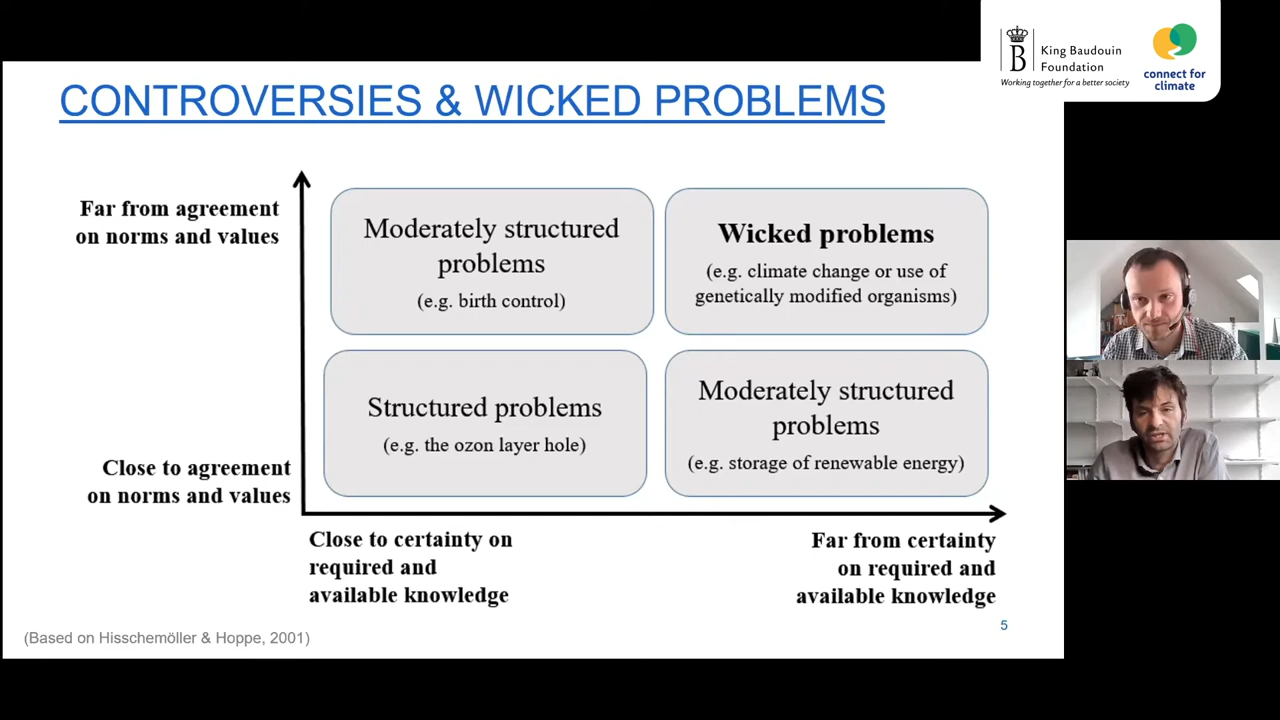 King Baudouin
Foundation
Working together for a better society
connect for
climate
CONTROVERSIES & WICKED PROBLEMS
Far from agreement
on norms and values
Moderately structured
problems
(e.g. birth control)
Wicked problems
(e.g. climate change or use of
genetically modified organisms)
Close to agreement
on norms and values
Structured problems
(e.g. the ozon layer hole)
Moderately structured
problems
(e.g. storage of renewable energy)
Close to certainty on
required and
available knowledge
Far from certainty
on required and
available knowledge
5
(Based on Hisschemöller & Hoppe, 2001)